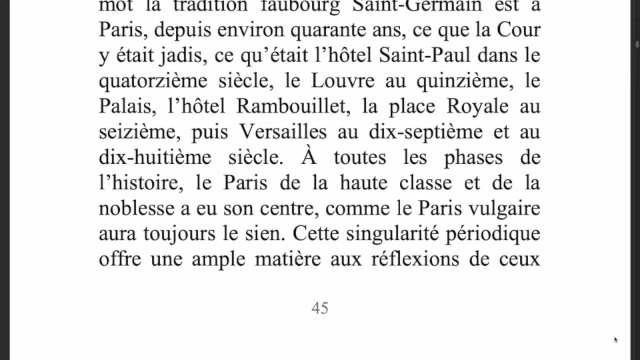 mot la tradition faubourg Saint-Germain est à
Paris, depuis environ quarante ans, ce que la Cour
y était jadis, ce qu’était l’hôtel Saint-Paul dans le
quatorzième siècle, le Louvre au quinzième, le
Palais, l’hôtel Rambouillet, la place Royale au
seizième, puis Versailles au dix-septième et au
dix-huitième siècle. À toutes les phases de
l’histoire, le Paris de la haute classe et de la
noblesse a eu son centre, comme le Paris vulgaire
aura toujours le sien. Cette singularité périodique
offre une ample matière aux réflexions de ceux
45